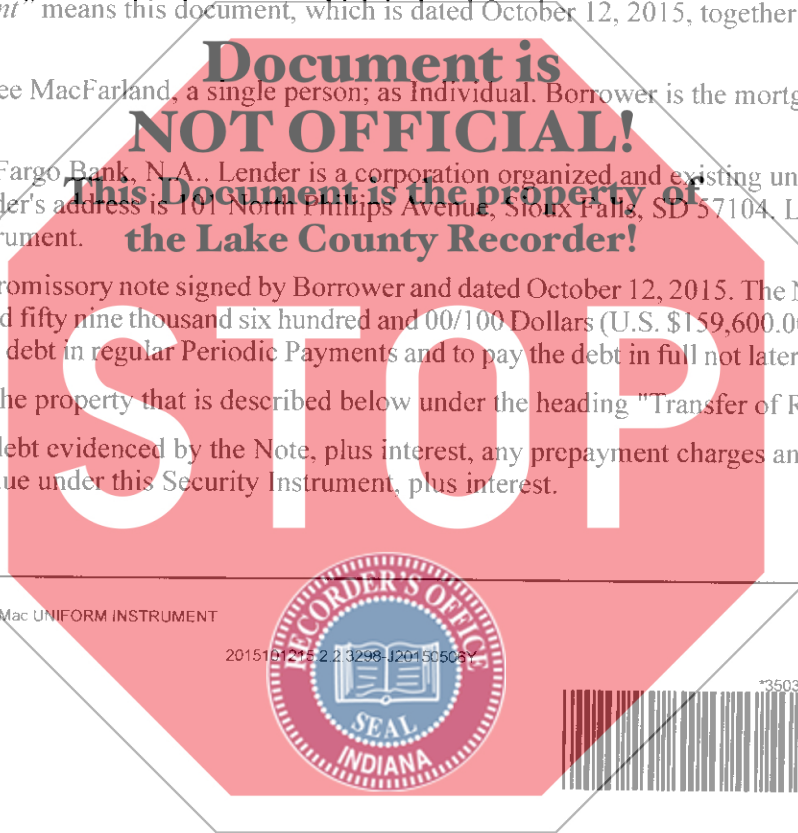 nt" means this document, which is dated October 12, 2015, together
Document is
ee MacFarland, a single person; as Individual. Borrower is the mortg
NOT OFFICIAL!
Fargo Bank, N.A.. Lender is a corporation organized and existing un
This Document is the property of
der's address is 101 North Phillips Avenue, Sioux Falls, SD 57104. L
rument.
the Lake County Recorder!
romissory note signed by Borrower and dated October 12, 2015. The N
d fifty nine thousand six hundred and 00/100 Dollars (U.S. $159,600.0
debt in regular Periodic Payments and to pay the debt in full not later
STOP
he property that is described below under the heading "Transfer of R
lebt evidenced by the Note, plus interest, any prepayment charges an
ue under this Security Instrument, plus interest.
Mac UNIFORM INSTRUMENT
2015101215.2.2.3298-J20150506Y
RECORDER'S OFFICE
SEAL
INDIANA
*3503